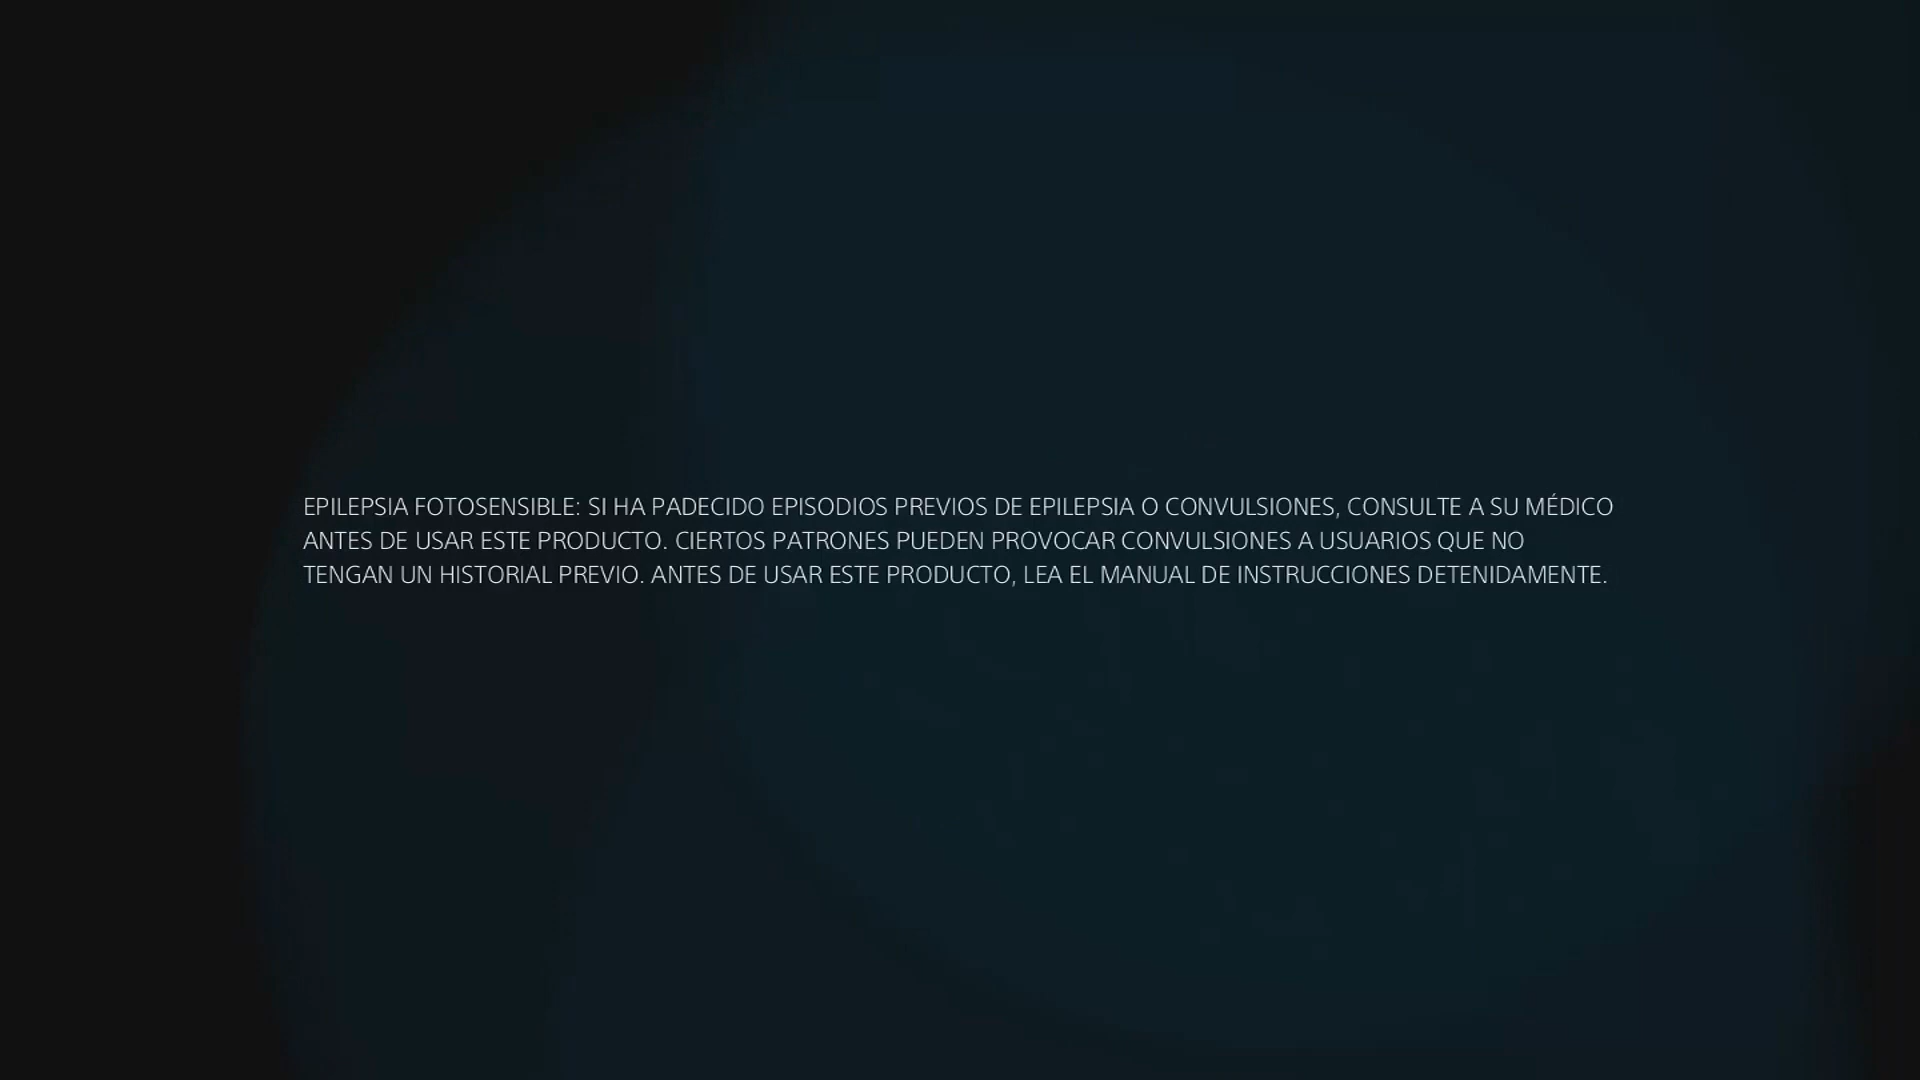 EPILEPSIA FOTOSENSIBLE: SI HA PADECIDO EPISODIOS PREVIOS DE EPILEPSIA O CONVULSIONES, CONSULTE A SU MÉDICO
ANTES DE USAR ESTE PRODUCTO. CIERTOS PATRONES PUEDEN PROVOCAR CONVULSIONES A USUARIOS QUE NO
TENGAN UN HISTORIAL PREVIO. ANTES DE USAR ESTE PRODUCTO, LEA EL MANUAL DE INSTRUCCIONES DETENIDAMENTE.